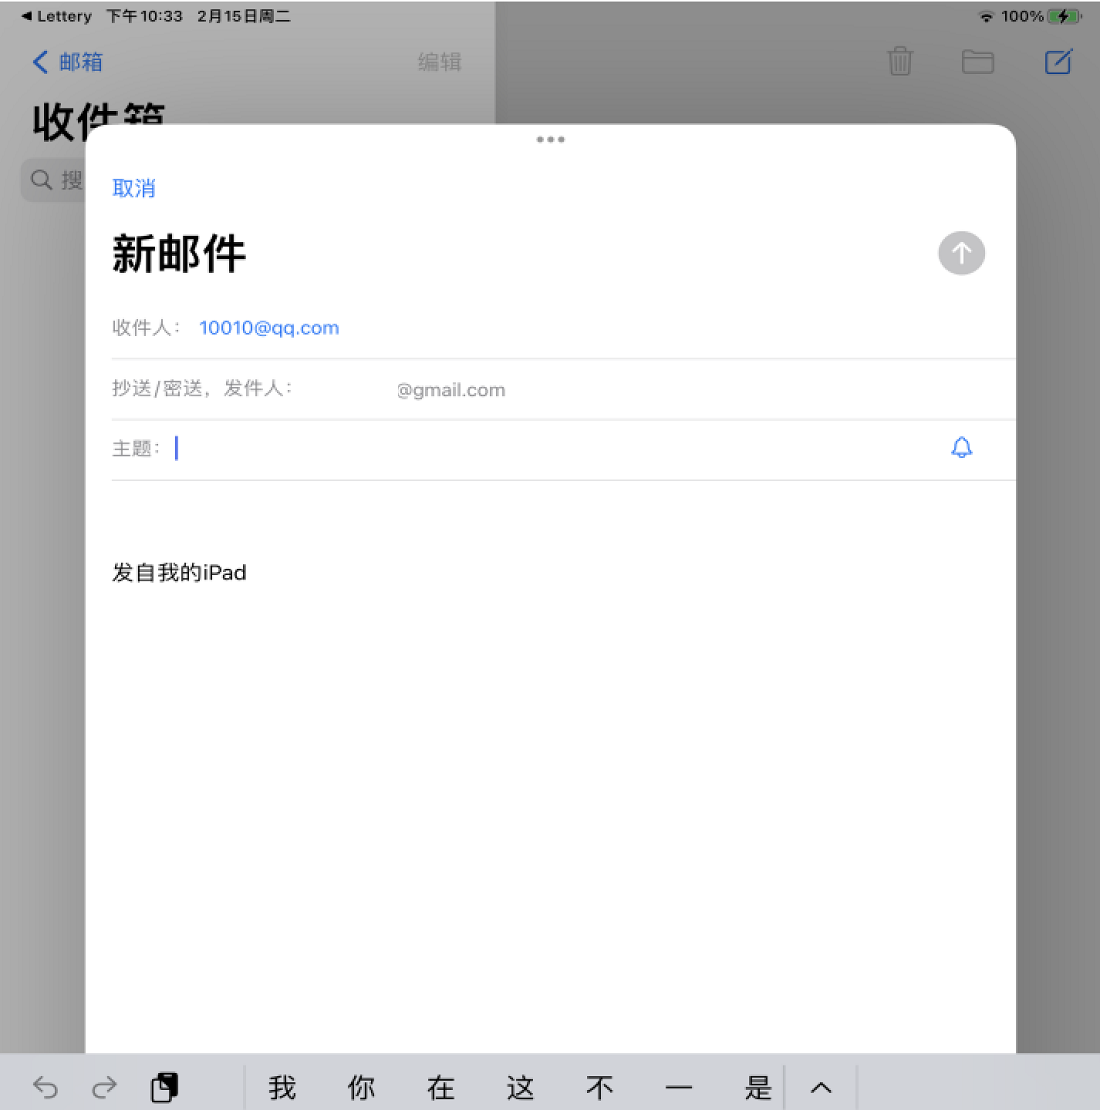 Lettery 下午10:33 2月15日周二 100%
邮箱 编辑
收件箱
搜
取消
新邮件
收件人： 10010@qq.com
抄送/密送，发件人： @gmail.com
主题：
发自我的iPad
我 你 在 这 不 一 是